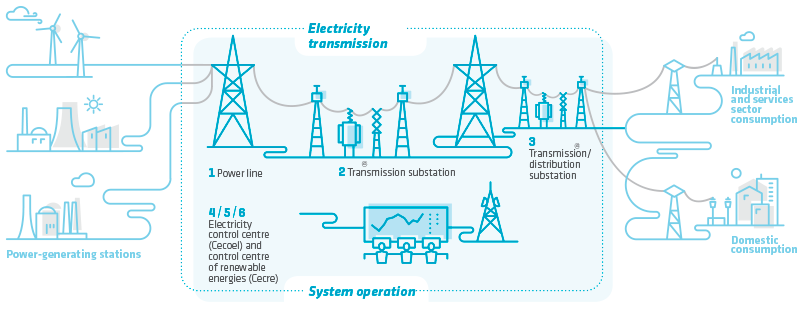 Electricity
transmission
Industrial
and services
sector
consumption
1 Power line
2 Transmission substation
3
Transmission/
distribution
substation
4 / 5 / 6
Electricity
control centre
(Cecoel) and
control centre
of renewable
energies (Cecre)
Power-generating stations
Domestic
consumption
System operation